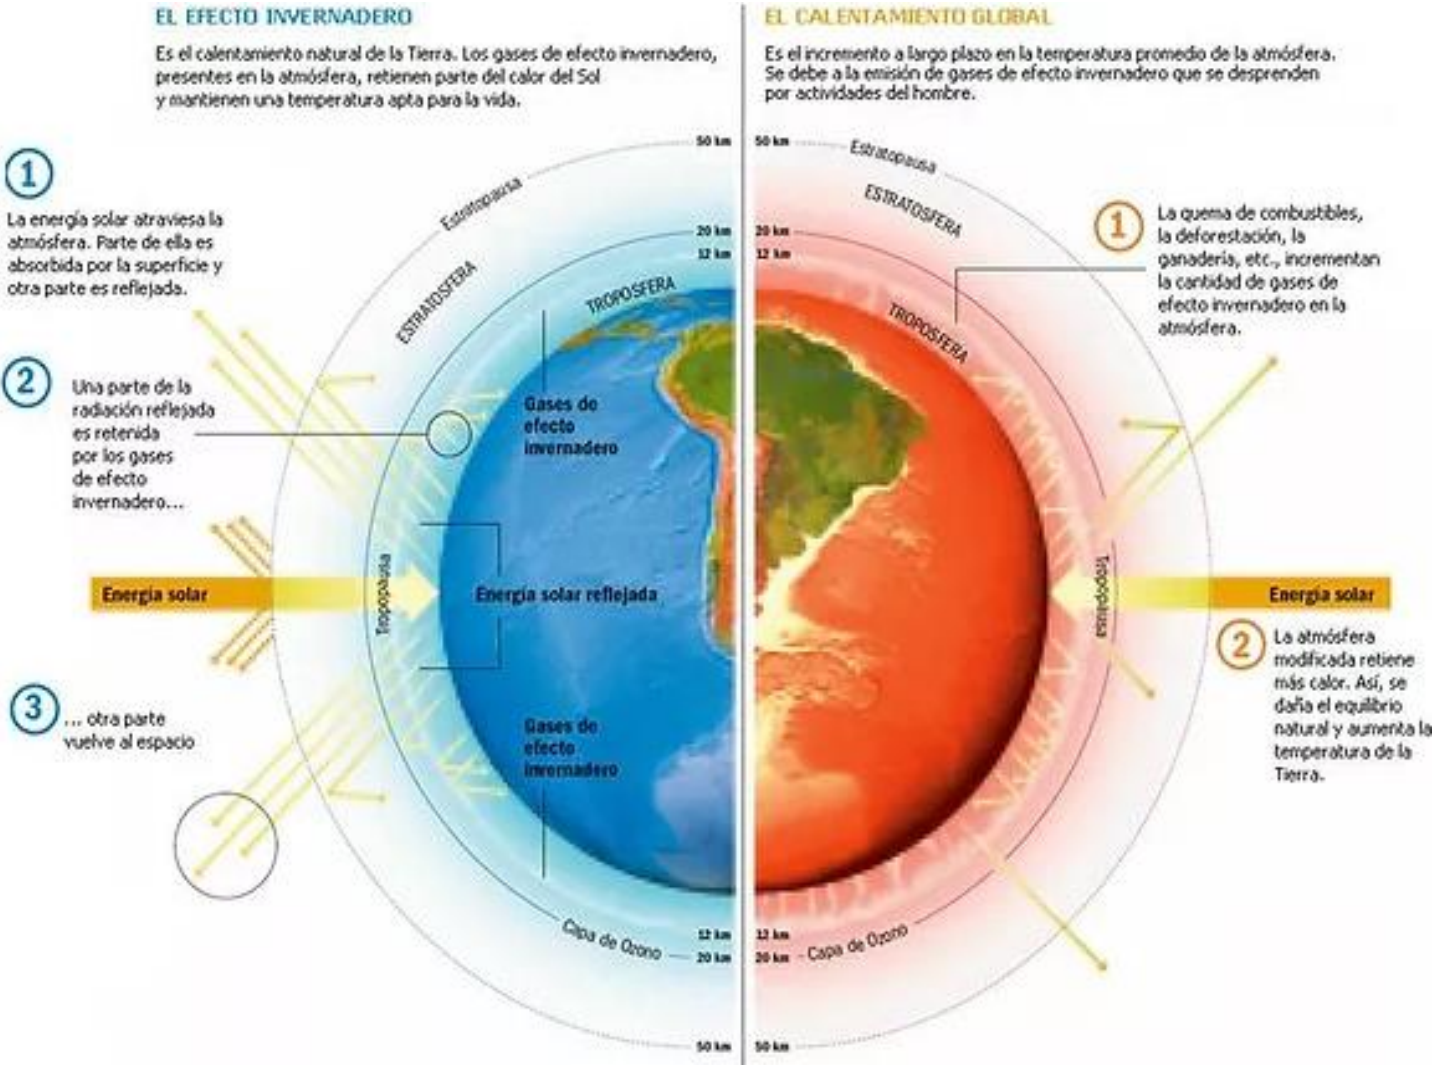 EL EFECTO INVERNADERO
Es el calentamiento natural de la Tierra. Los gases de efecto invernadero,
presentes en la atmósfera, retienen parte del calor del Sol
y mantienen una temperatura apta para la vida.
1
La energía solar atraviesa la
atmósfera. Parte de ella es
absorbida por la superficie y
otra parte es reflejada.
2
Una parte de la
radiación reflejada
es retenida
por los gases
de efecto
invernadero...
Energía solar
3
... otra parte
vuelve al espacio
50 km
Estratopausa
20 km
12 km
ESTRATOSFERA
TROPOSFERA
Gases de
efecto
invernadero
Tropopausa
Energía solar reflejada
Gases de
efecto
invernadero
Capa de Ozono
12 km
20 km
50 km
EL CALENTAMIENTO GLOBAL
Es el incremento a largo plazo en la temperatura promedio de la atmósfera.
Se debe a la emisión de gases de efecto invernadero que se desprenden
por actividades del hombre.
50 km
Estratopausa
ESTRATOSFERA
20 km
12 km
TROPOSFERA
1
La quema de combustibles,
la deforestación, la
ganadería, etc., incrementan
la cantidad de gases de
efecto invernadero en la
atmósfera.
Tropopausa
Energía solar
2
La atmósfera
modificada retiene
más calor. Así, se
daña el equilibrio
natural y aumenta la
temperatura de la
Tierra.
12 km
20 km
Capa de Ozono
50 km